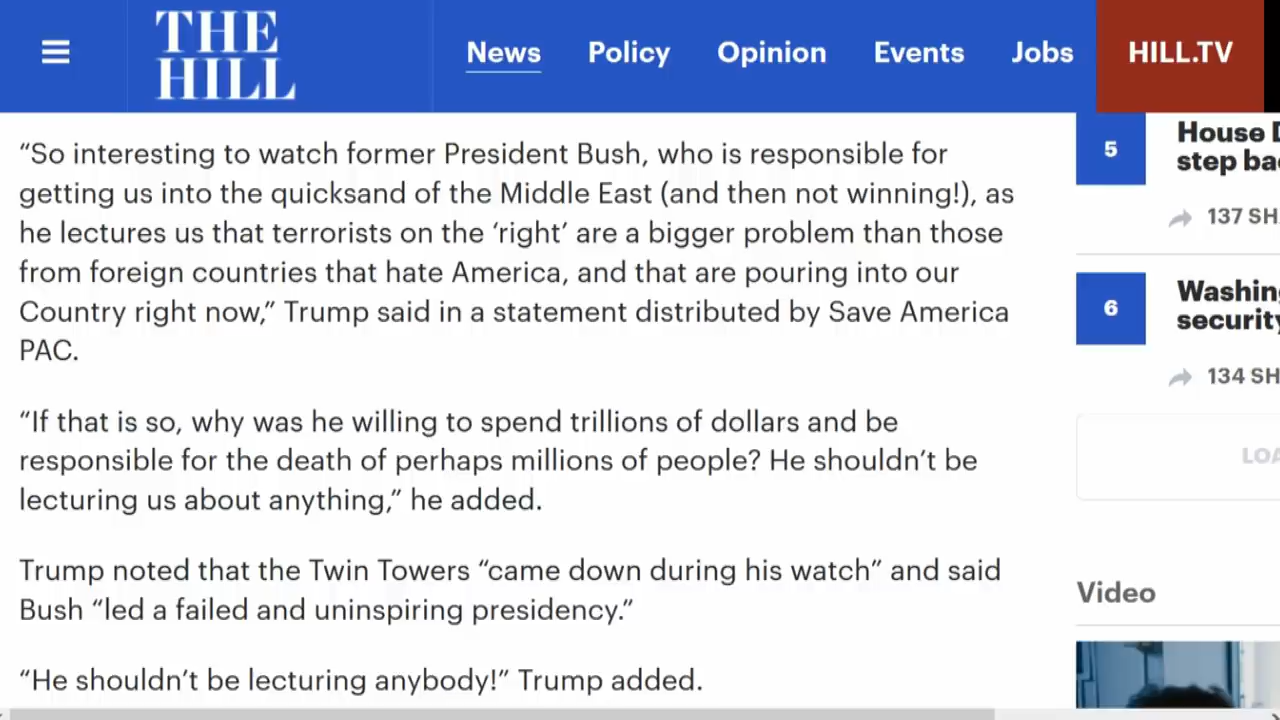 THE
HILL
News Policy Opinion Events Jobs HILL.TV
“So interesting to watch former President Bush, who is responsible for
getting us into the quicksand of the Middle East (and then not winning!), as
he lectures us that terrorists on the ‘right’ are a bigger problem than those
from foreign countries that hate America, and that are pouring into our
Country right now,” Trump said in a statement distributed by Save America
PAC.
“If that is so, why was he willing to spend trillions of dollars and be
responsible for the death of perhaps millions of people? He shouldn’t be
lecturing us about anything,” he added.
Trump noted that the Twin Towers “came down during his watch” and said
Bush “led a failed and uninspiring presidency.”
“He shouldn’t be lecturing anybody!” Trump added.
5
House
step
137
6
134
Video